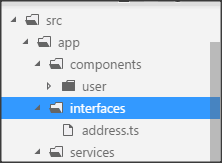 src
app
components
user
interfaces
address.ts
services